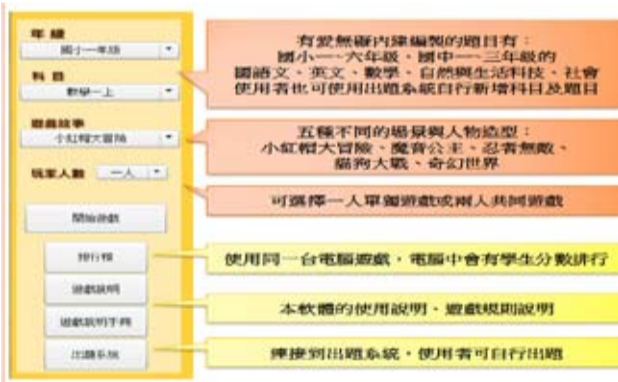 年級
國小一年級
科目
數學一上
遊戲故事
小紅帽大冒險
玩家人數 一人
開始遊戲
排行榜
遊戲說明
遊戲說明手冊
出題系統
有愛無礙內建編製的題目有：
國小一~六年級、國中一~三年級的
國語文、英文、數學、自然與生活科技、社會
使用者也可使用出題系統自行新增科目及題目
五種不同的場景與人物造型：
小紅帽大冒險、魔音公主、忍者無敵、
貓狗大戰、奇幻世界
可選擇一人單獨遊戲或兩人共同遊戲
使用同一台電腦遊戲，電腦中會有學生分數排行
本軟體的使用說明、遊戲規則說明
連接到出題系統，使用者可自行出題